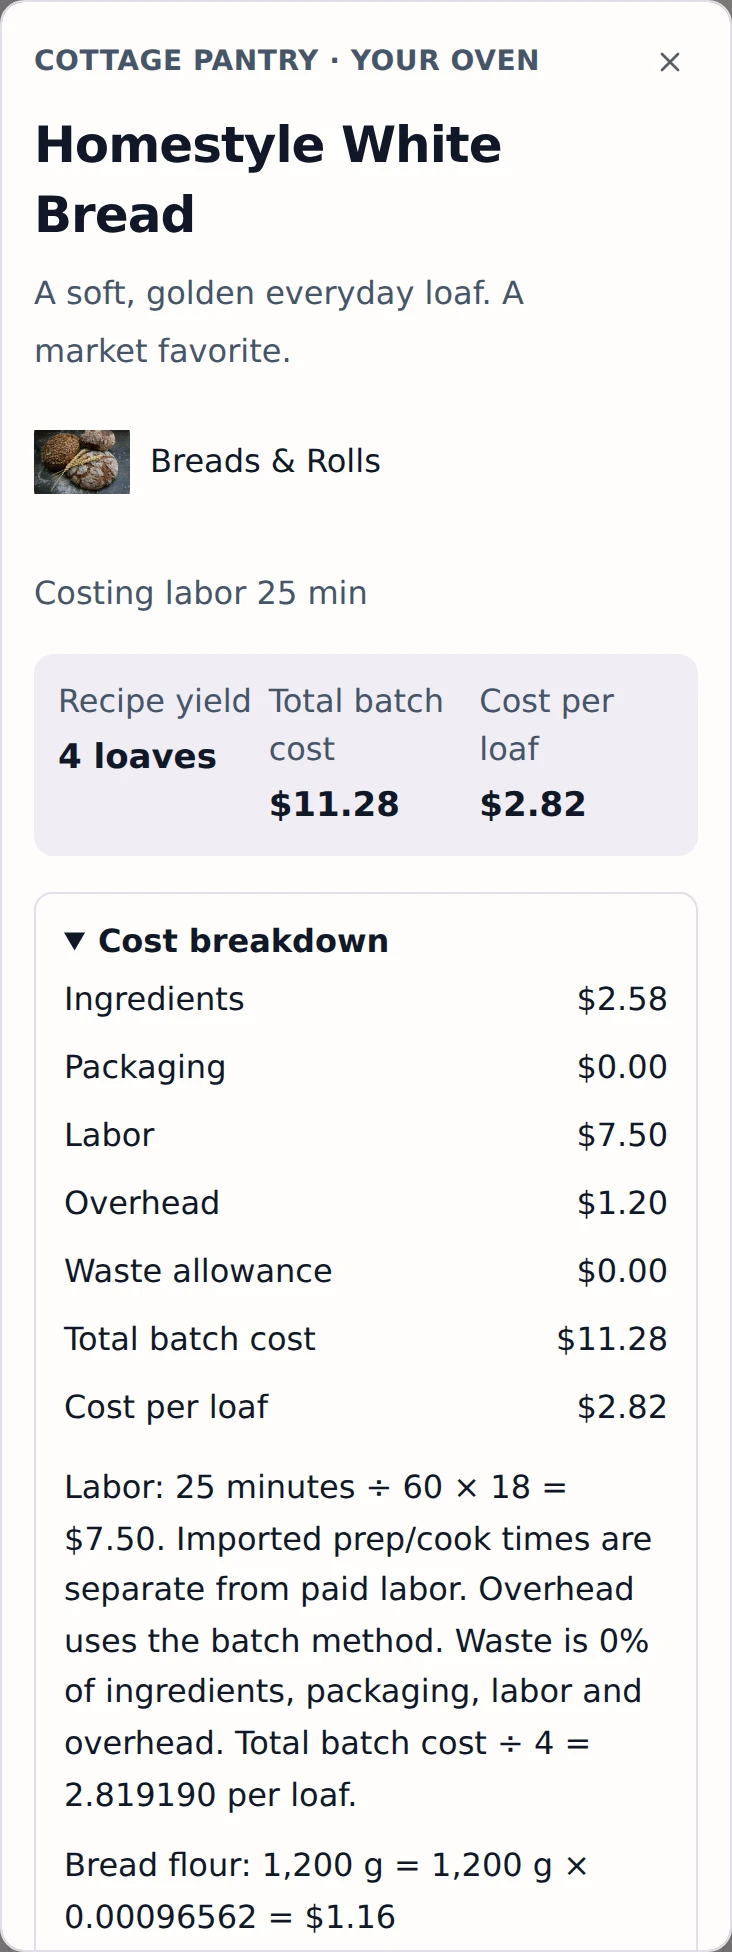 COTTAGE PANTRY · YOUR OVEN
×
Homestyle White
Bread
A soft, golden everyday loaf. A
market favorite.
Breads & Rolls
Costing labor 25 min
Recipe yield
4 loaves
Total batch
cost
$11.28
Cost per
loaf
$2.82
▼ Cost breakdown
Ingredients $2.58
Packaging $0.00
Labor $7.50
Overhead $1.20
Waste allowance $0.00
Total batch cost $11.28
Cost per loaf $2.82
Labor: 25 minutes ÷ 60 × 18 =
$7.50. Imported prep/cook times are
separate from paid labor. Overhead
uses the batch method. Waste is 0%
of ingredients, packaging, labor and
overhead. Total batch cost ÷ 4 =
2.819190 per loaf.
Bread flour: 1,200 g = 1,200 g ×
0.00096562 = $1.16